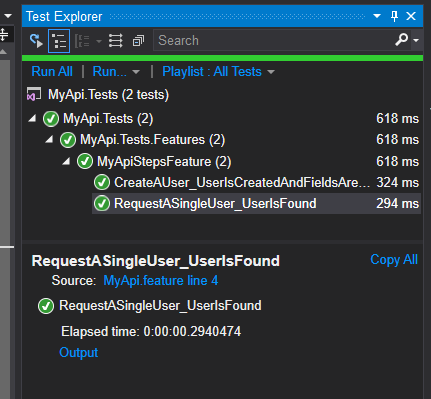 Test Explorer
Search
Run All | Run... | Playlist : All Tests
MyApi.Tests (2 tests)
MyApi.Tests (2) 618 ms
MyApi.Tests.Features (2) 618 ms
MyApiStepsFeature (2) 618 ms
CreateAUser_UserIsCreatedAndFieldsAre... 324 ms
RequestASingleUser_UserIsFound 294 ms
RequestASingleUser_UserIsFound Copy All
Source: MyApi.feature line 4
RequestASingleUser_UserIsFound
Elapsed time: 0:00:00.2940474
Output